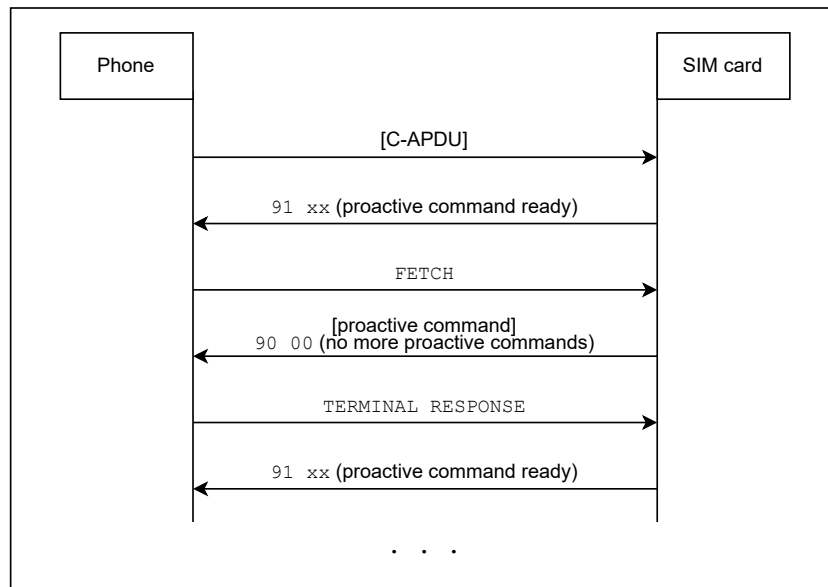 Phone
SIM card
[C-APDU]
91 xx (proactive command ready)
FETCH
[proactive command]
90 00 (no more proactive commands)
TERMINAL RESPONSE
91 xx (proactive command ready)
. . .